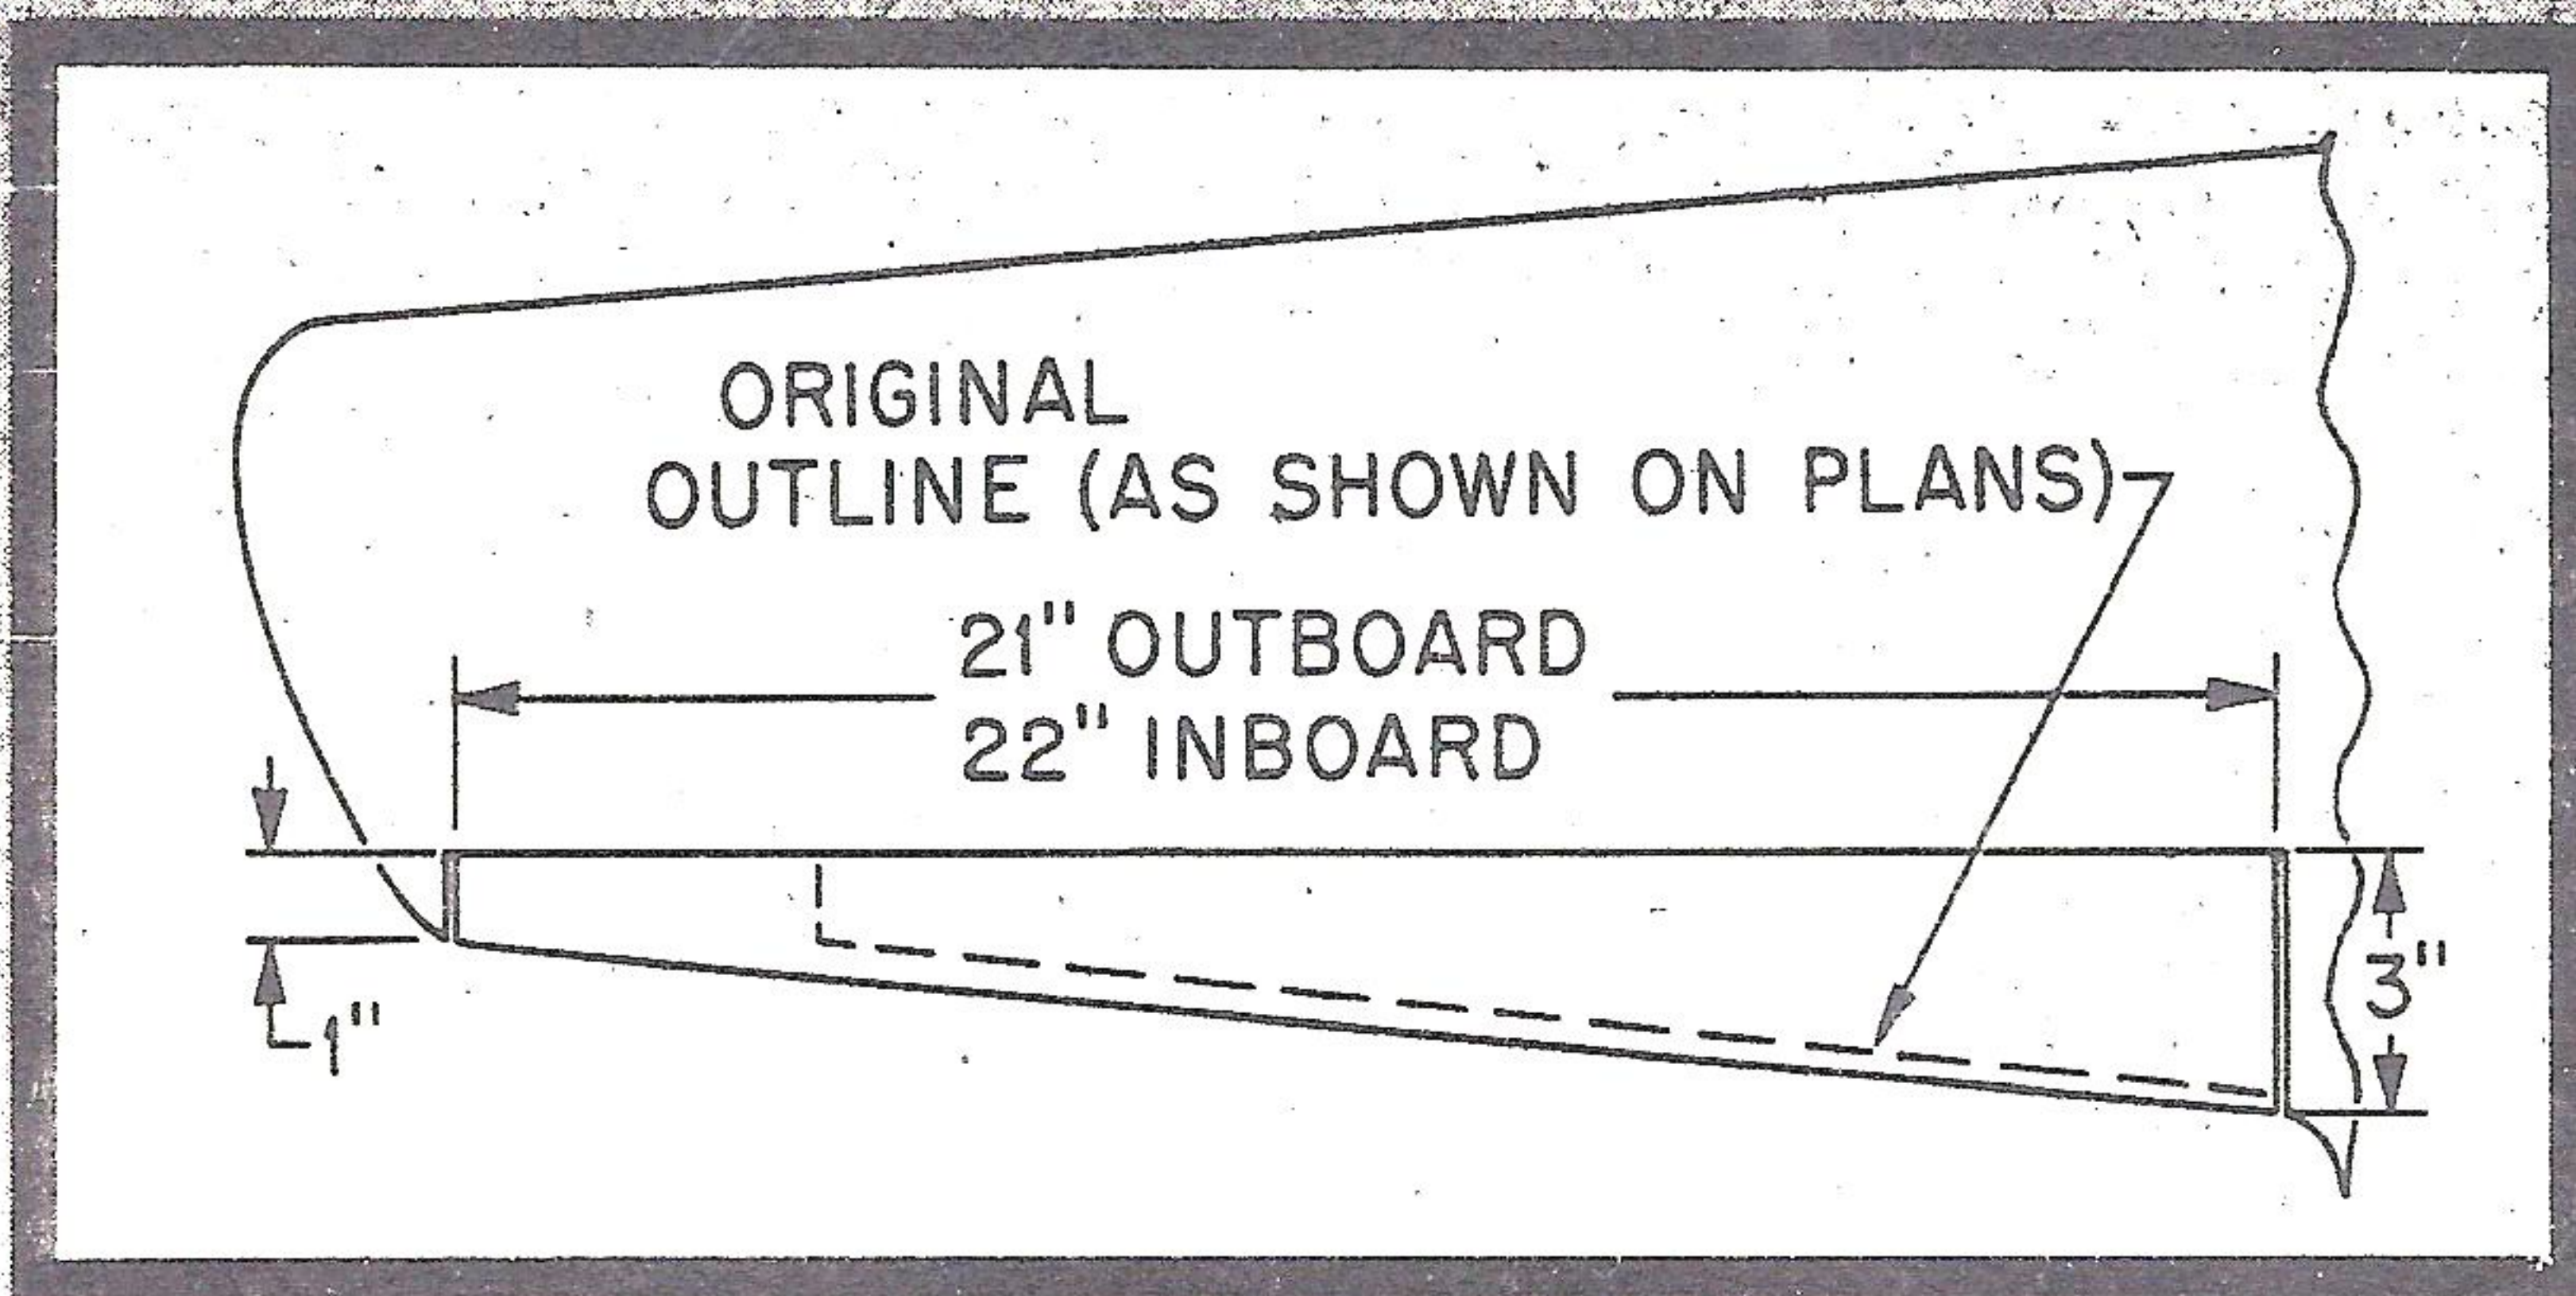 ORIGINAL
OUTLINE (AS SHOWN ON PLANS)
21" OUTBOARD
22" INBOARD
1"
3"